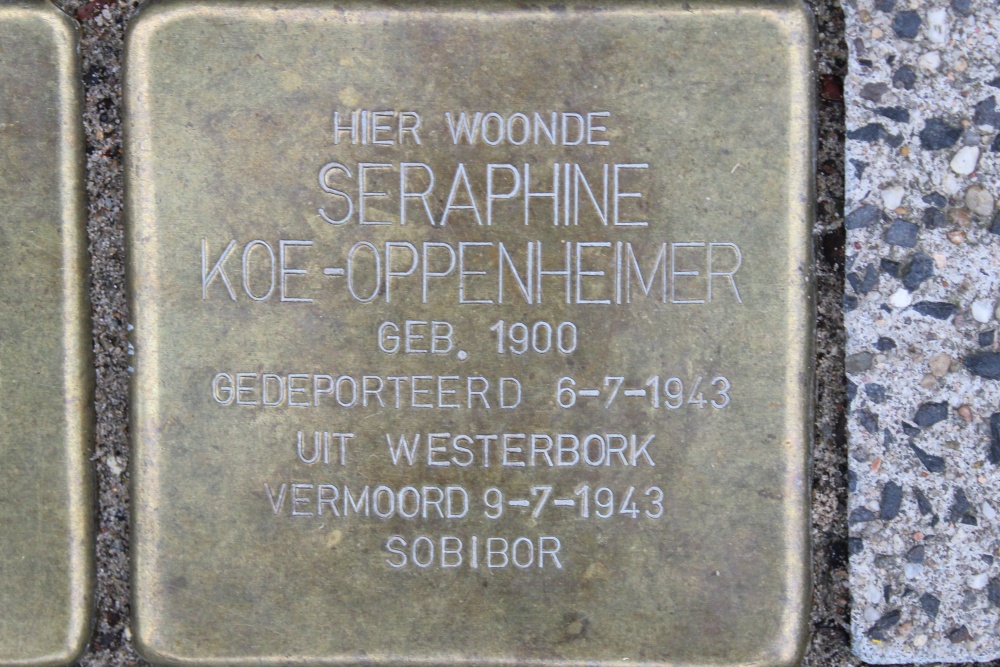 HIER WOONDE
SERAPHINE
KOE-OPPENHEIMER
GEB. 1900
GEDEPORTEERD 6-7-1943
UIT WESTERBORK
VERMOORD 9-7-1943
SOBIBOR